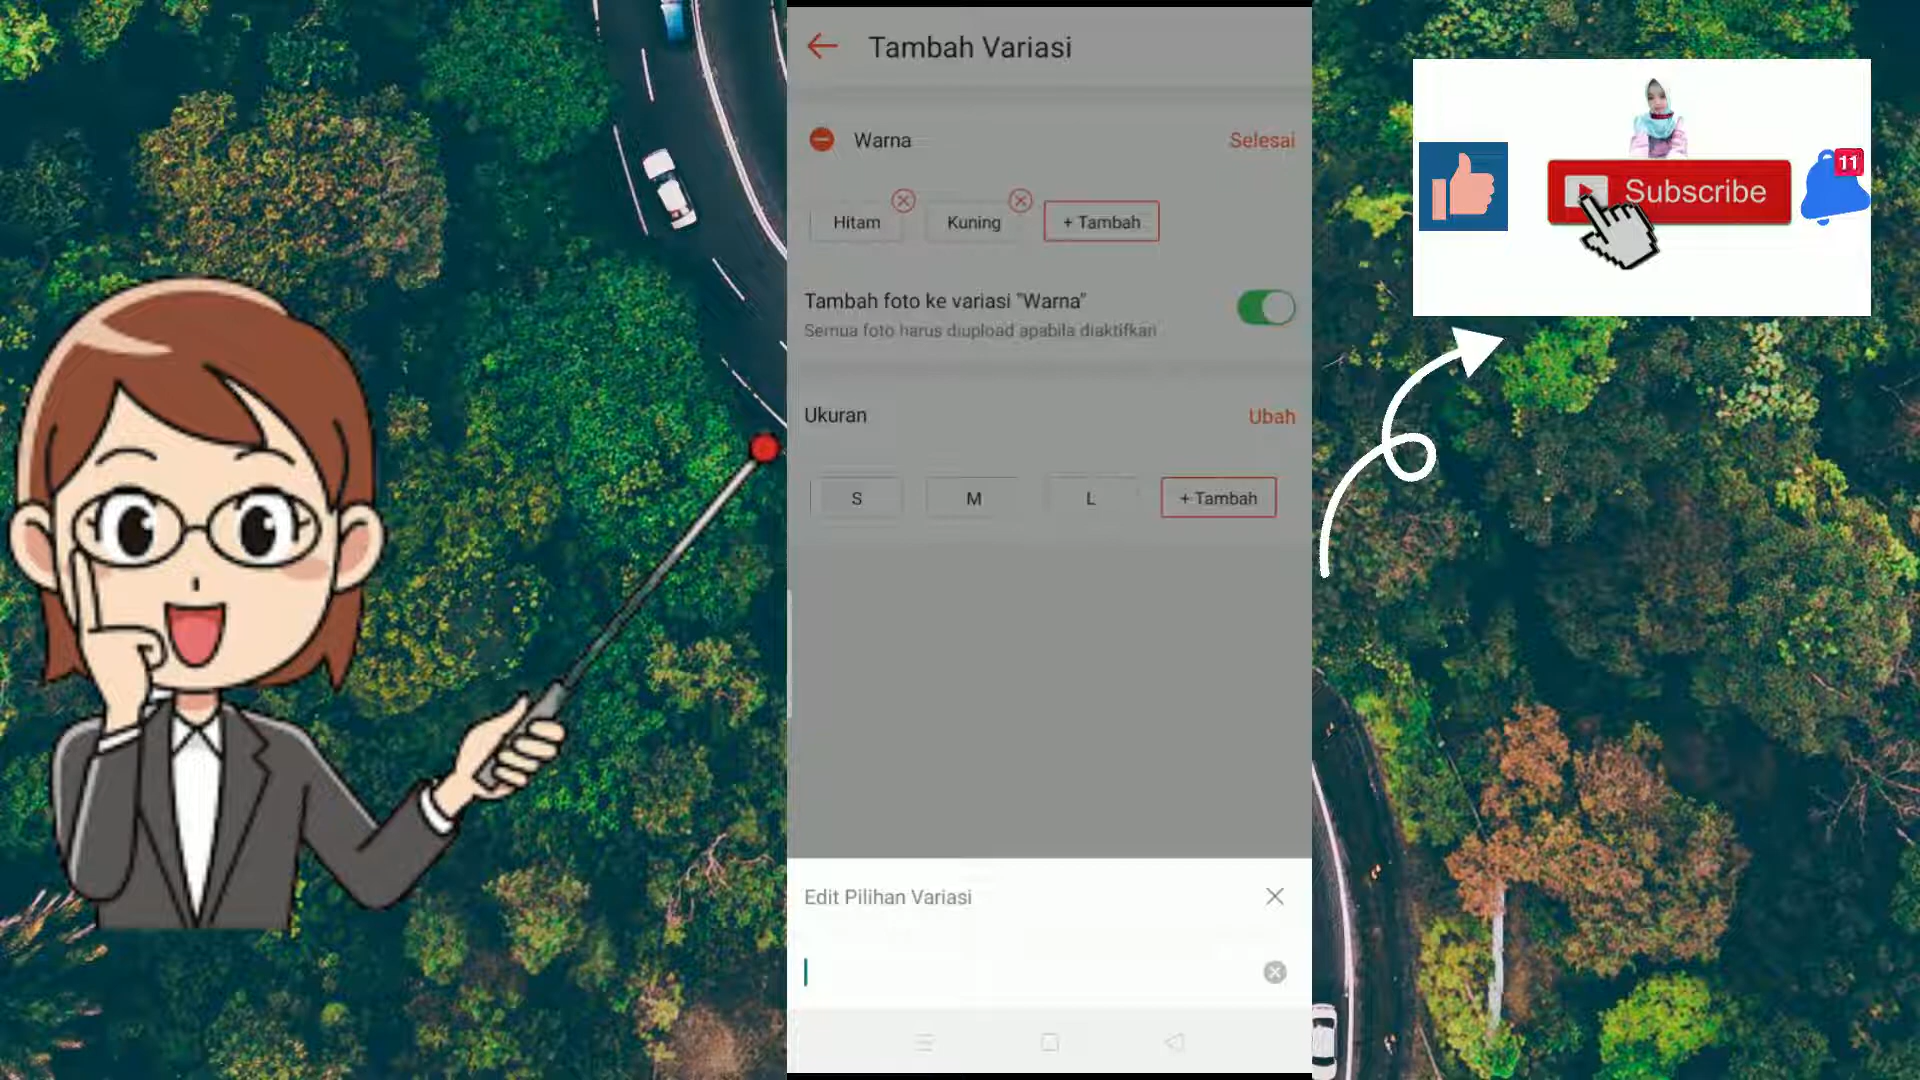 Tambah Variasi
Warna
Selesai
Hitam
Kuning
+ Tambah
Tambah foto ke variasi "Warna"
Semua foto harus diupload apabila diaktifkan
Ukuran
Ubah
S
M
L
+ Tambah
Edit Pilihan Variasi
Subscribe
11